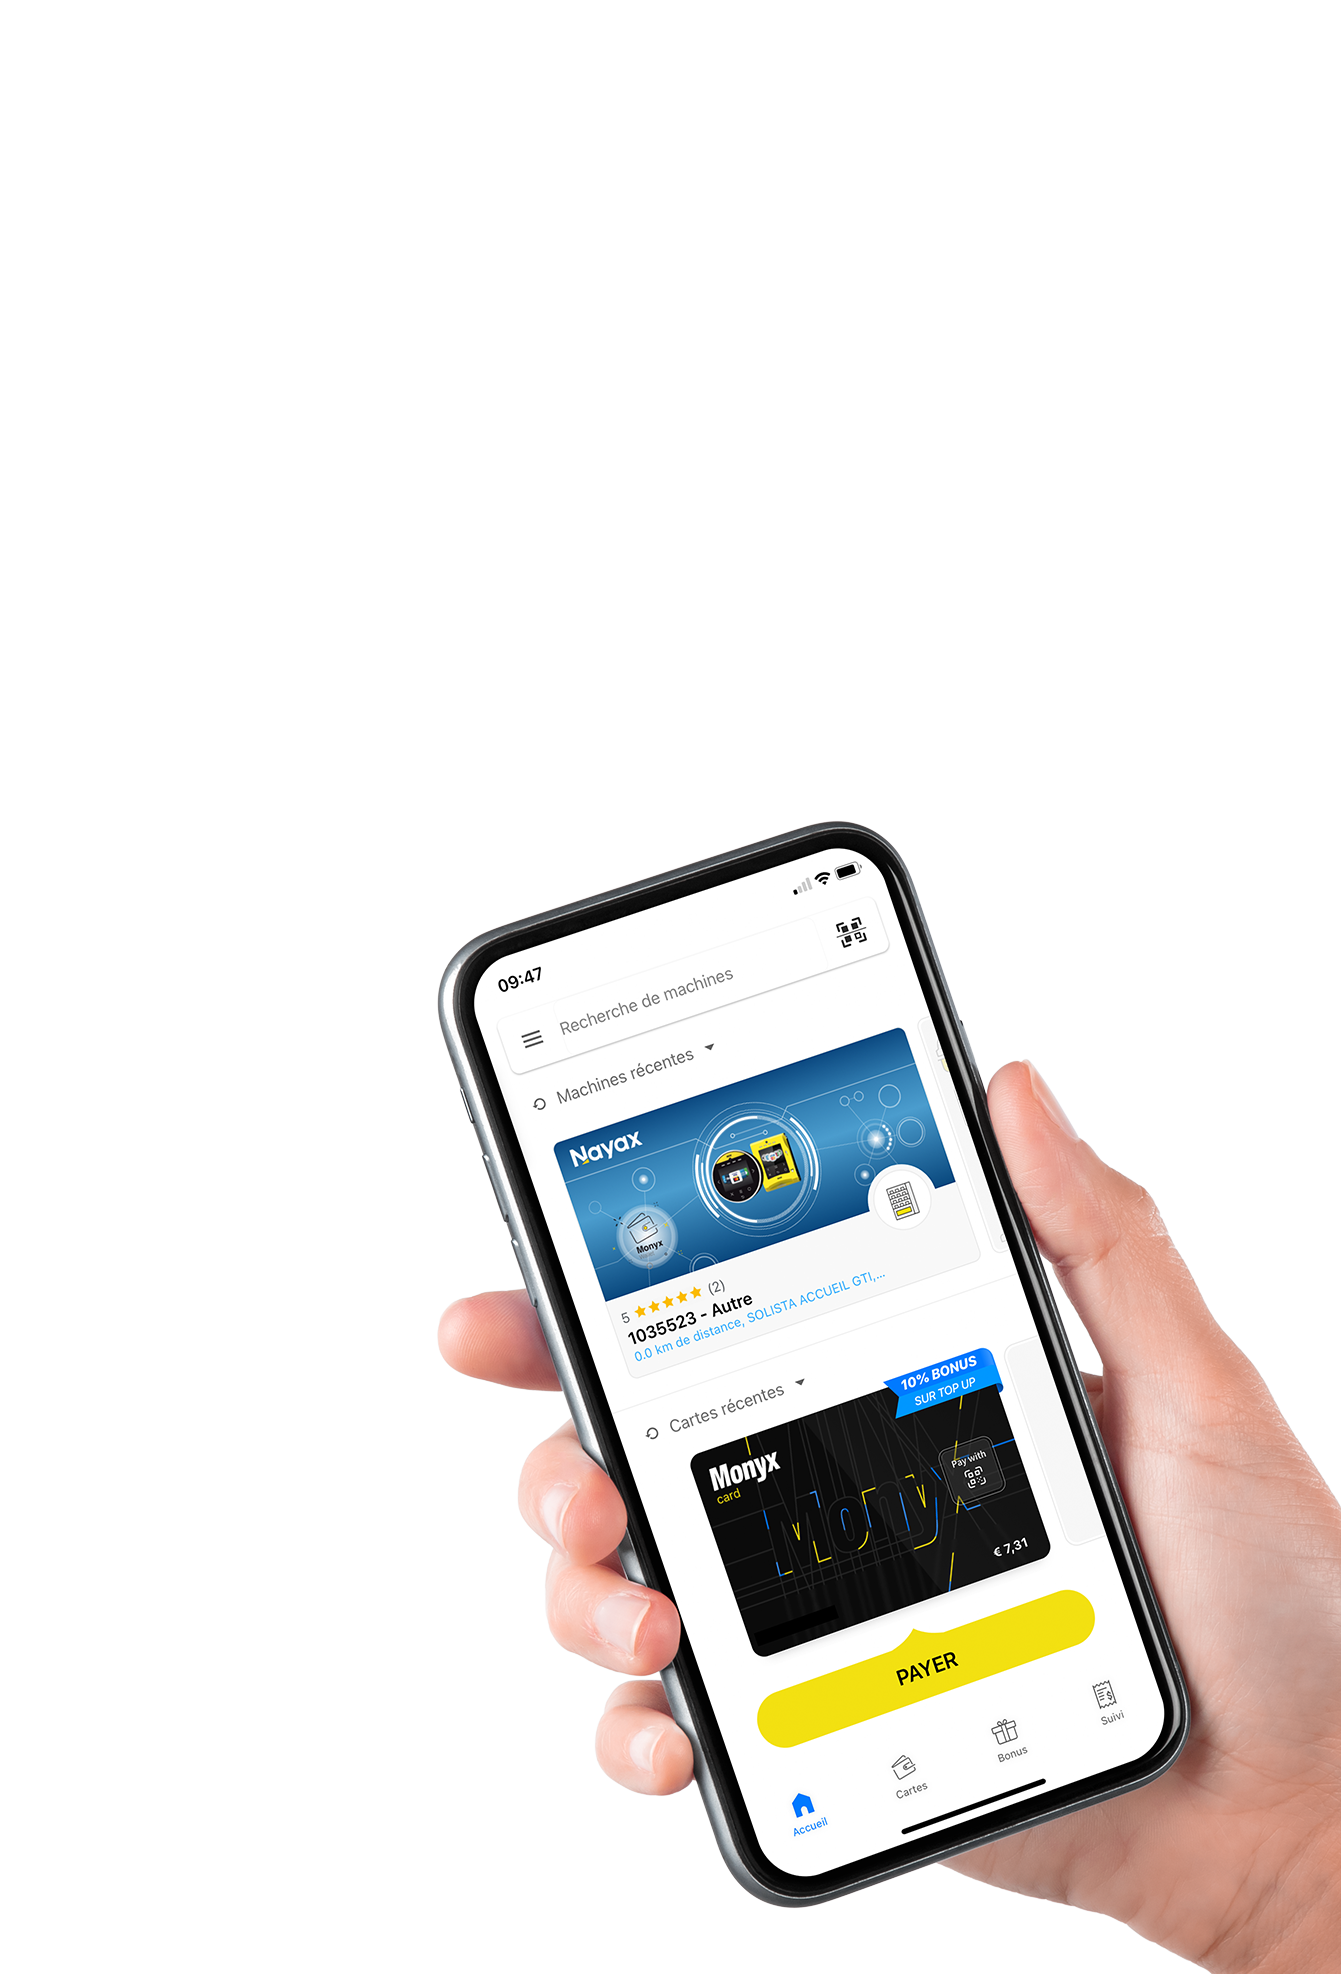 09:47
Recherche de machines
Machines récentes
Nayax
Monyx
5 (2)
1035523 - Autre
0.0 km de distance, SOLISTA ACCUEIL GTI,...
Cartes récentes
10% BONUS
SUR TOP UP
Monyx
card
Pay with
Monyx
€ 7,31
PAYER
Accueil
Cartes
Bonus
Suivi